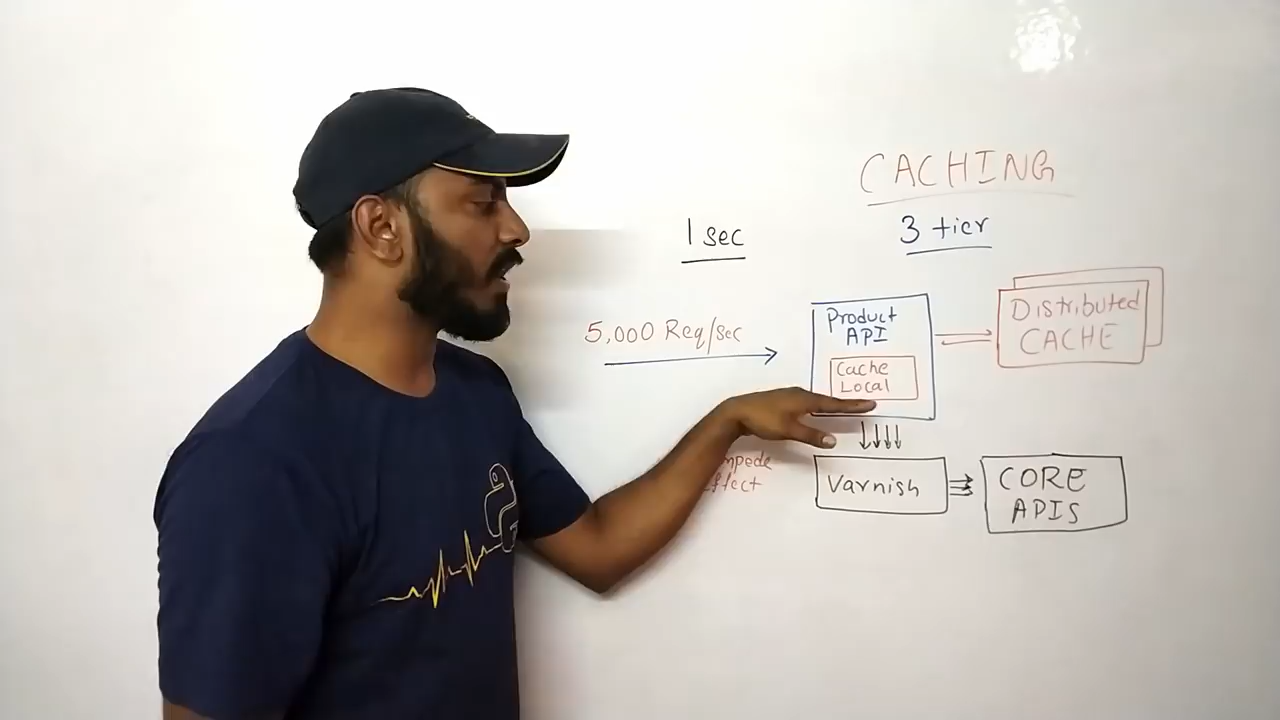 CACHING
3 tier
1 sec
5,000 Req/sec
Product
API
Cache
Local
Distributed
CACHE
Varnish
CORE
APIS